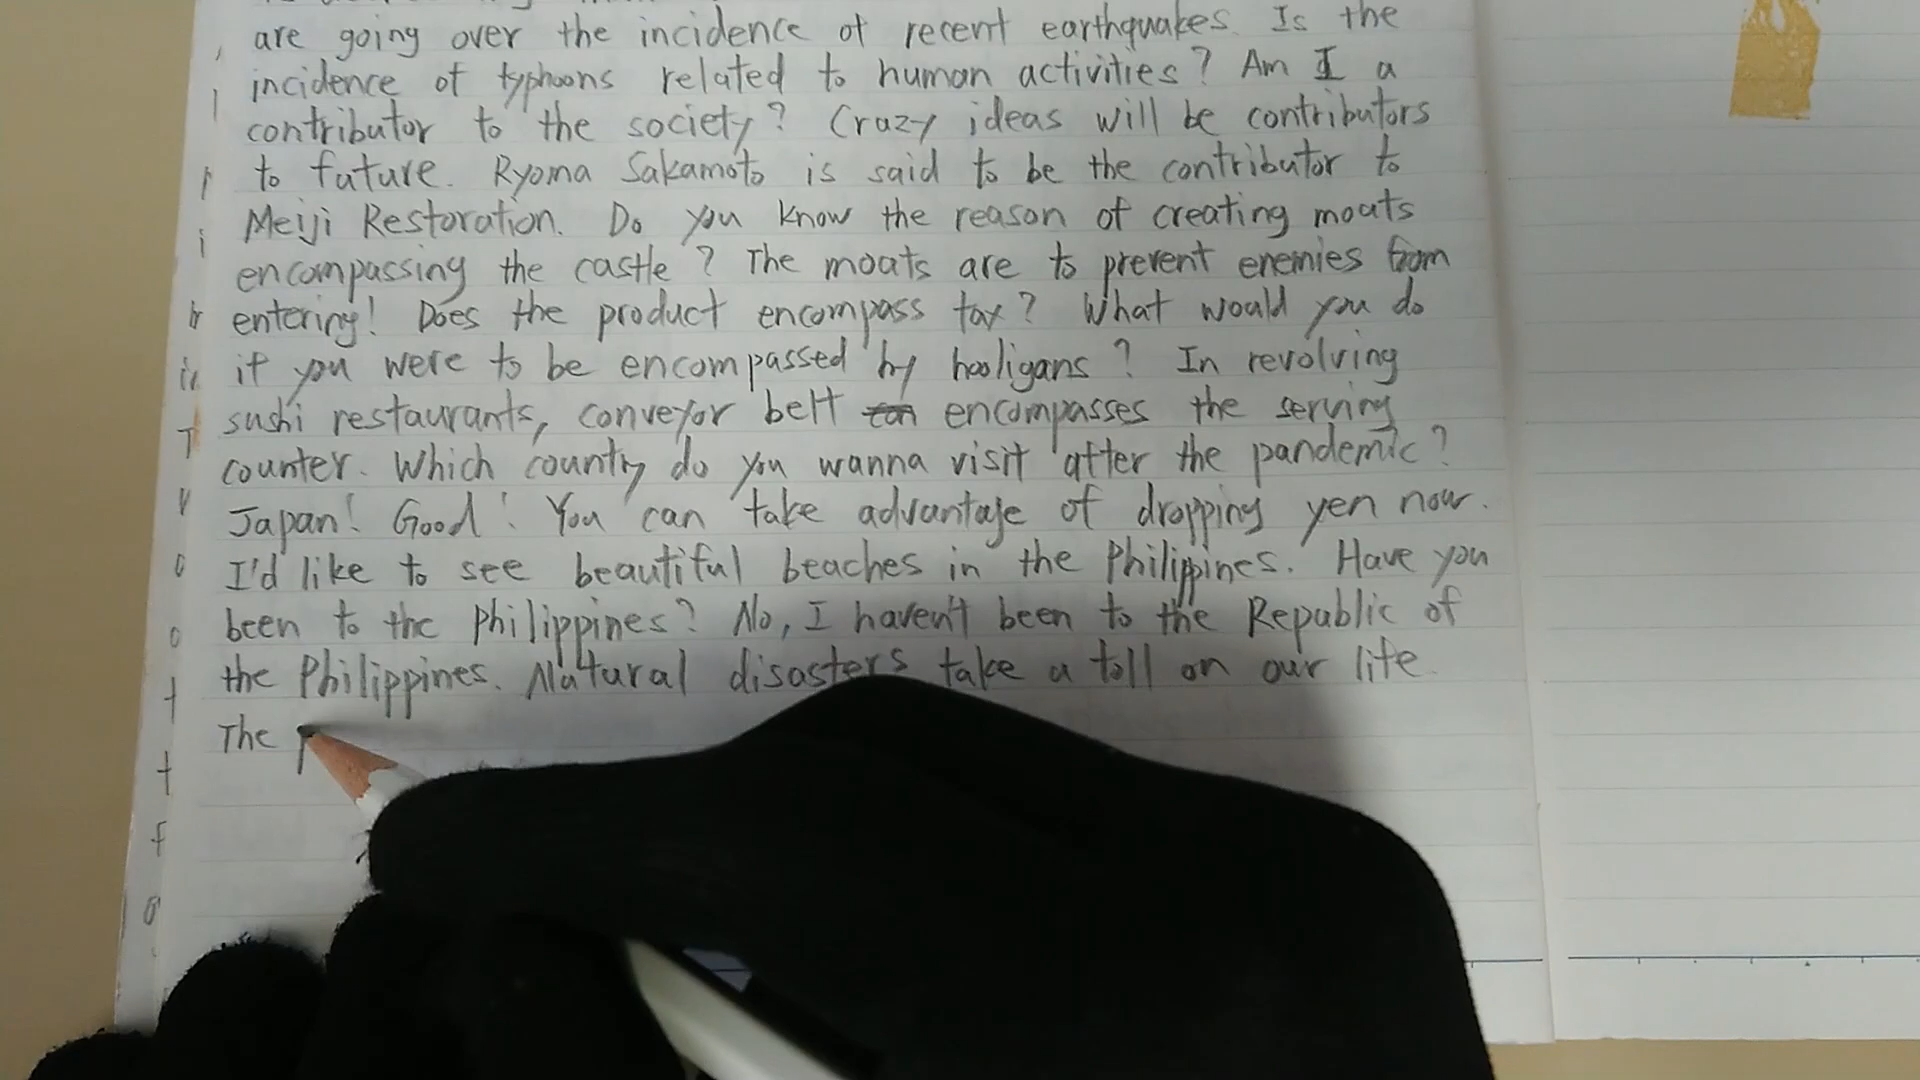 are going over the incidence of recent earthquakes. Is the
incidence of typhoons related to human activities? Am I a
contributor to the society? Crazy ideas will be contributors
to future. Ryoma Sakamoto is said to be the contributor to
Meiji Restoration. Do you know the reason of creating moats
encompassing the castle? The moats are to prevent enemies from
entering! Does the product encompass tax? What would you do
if you were to be encompassed by hooligans? In revolving
sushi restaurants, conveyor belt encompasses the serving
counter. Which county do you wanna visit after the pandemic?
Japan! Good! You can take advantage of dropping yen now.
I'd like to see beautiful beaches in the Philippines. Have you
been to the Philippines? No, I haven't been to the Republic of
the Philippines. Natural disasters take a toll on our life.
The